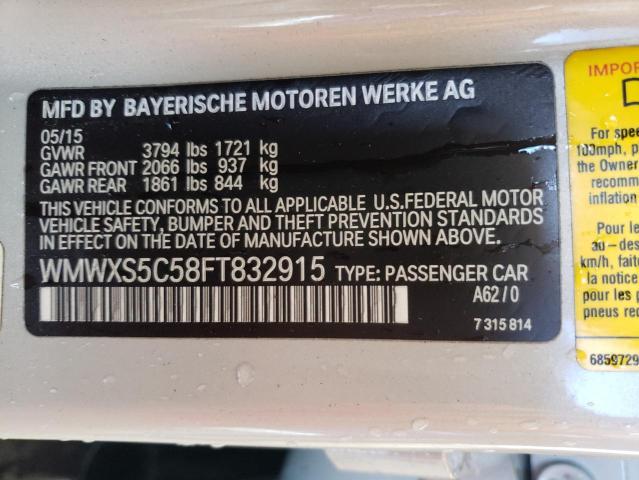 MFD BY BAYERISCHE MOTOREN WERKE AG
05/15
GVWR 3794 lbs 1721 kg
GAWR FRONT 2066 lbs 937 kg
GAWR REAR 1861 lbs 844 kg
THIS VEHICLE CONFORMS TO ALL APPLICABLE U.S.FEDERAL MOTOR
VEHICLE SAFETY, BUMPER AND THEFT PREVENTION STANDARDS
IN EFFECT ON THE DATE OF MANUFACTURE SHOWN ABOVE.
WMWXS5C58FT832915 TYPE: PASSENGER CAR
A62/0
7 315 814
IMPO
For spee
100mph, p
the Owner
recomm
inflation
Pour le
au-des
km/h, fait
la notice
pour les p
pneus rec
6859729